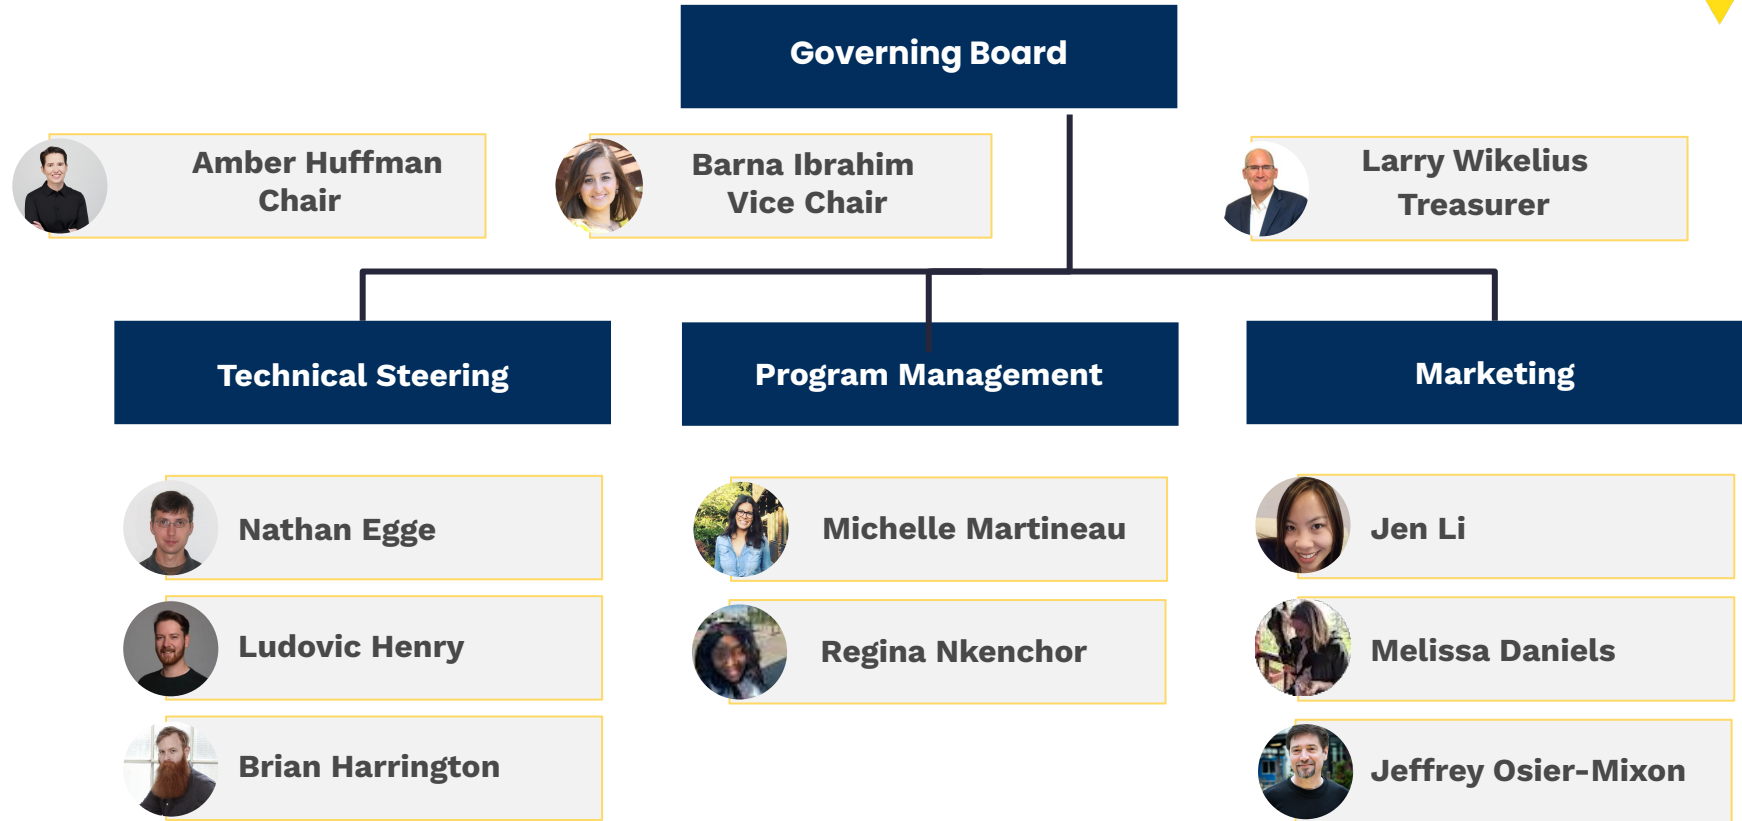 Governing Board
Amber Huffman
Chair
Barna Ibrahim
Vice Chair
Larry Wikelius
Treasurer
Technical Steering
Program Management
Marketing
Nathan Egge
Michelle Martineau
Jen Li
Ludovic Henry
Regina Nkenchor
Melissa Daniels
Brian Harrington
Jeffrey Osier-Mixon